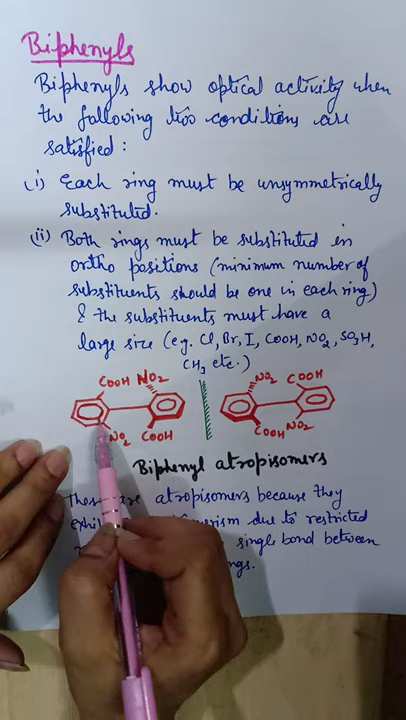 Biphenyls
Biphenyls show optical activity when
the following two conditions are
satisfied :
(i) Each ring must be unsymmetrically
substituted.
(ii) Both rings must be substituted in
ortho positions (minimum number of
substituents should be one in each ring)
& the substituents must have a
large size (e.g. Cl, Br, I, COOH, NO2, SO3H,
CH3 etc.)
COOH NO2 NO2 COOH
NO2 COOH COOH NO2
Biphenyl atropisomers
are atropisomers because they
due to restricted
single bond between